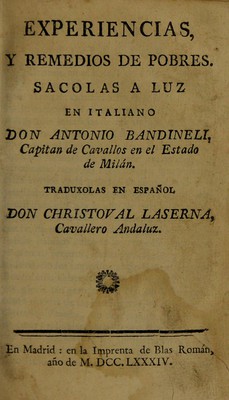 EXPERIENCIAS,
Y REMEDIOS DE POBRES.
SACOLAS A LUZ
EN ITALIANO
DON ANTONIO BANDINELI,
Capitan de Cavallos en el Estado
de Milán.
TRADUXOLAS EN ESPAÑOL
DON CHRISTOVAL LASERNA,
Cavallero Andaluz.
En Madrid : en la Imprenta de Blas Román,
año de M. DCC. LXXXIV.